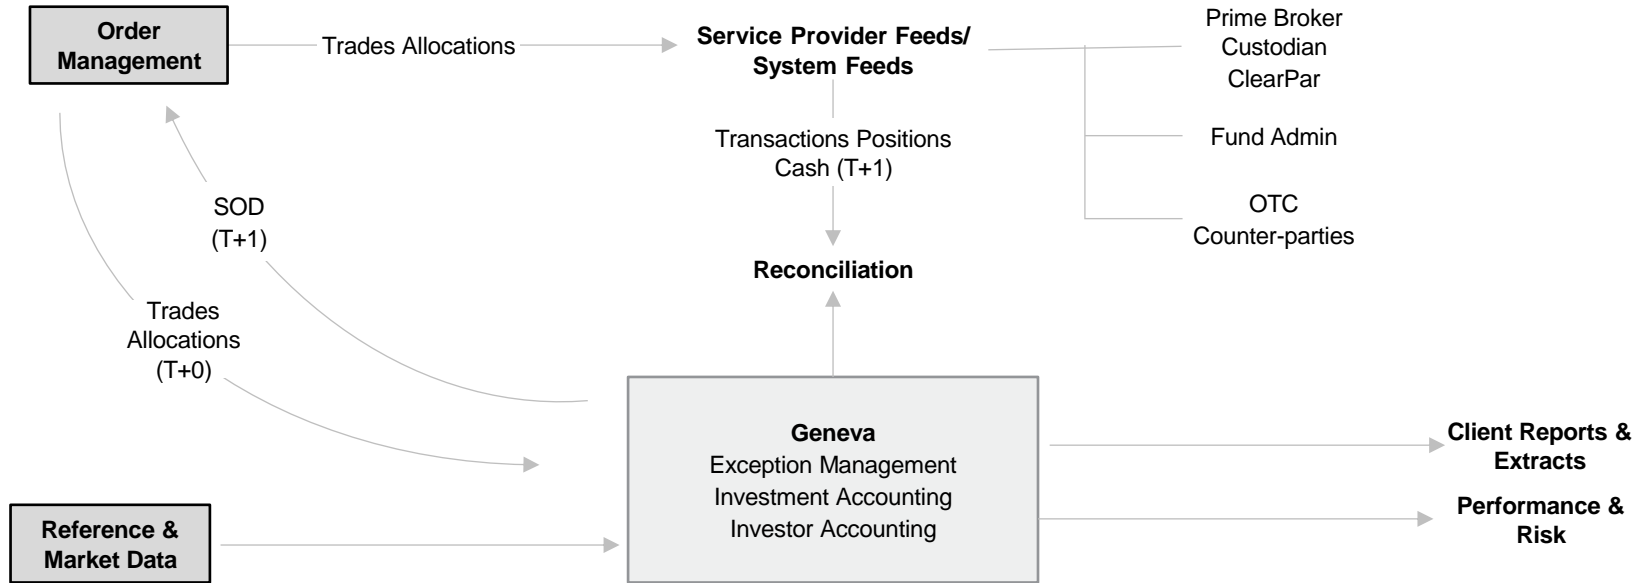 Order
Management
Trades Allocations
Service Provider Feeds/
System Feeds
Prime Broker
Custodian
ClearPar
Transactions Positions
Cash (T+1)
Fund Admin
OTC
Counter-parties
SOD
(T+1)
Reconciliation
Trades
Allocations
(T+0)
Geneva
Exception Management
Investment Accounting
Investor Accounting
Client Reports &
Extracts
Reference &
Market Data
Performance &
Risk